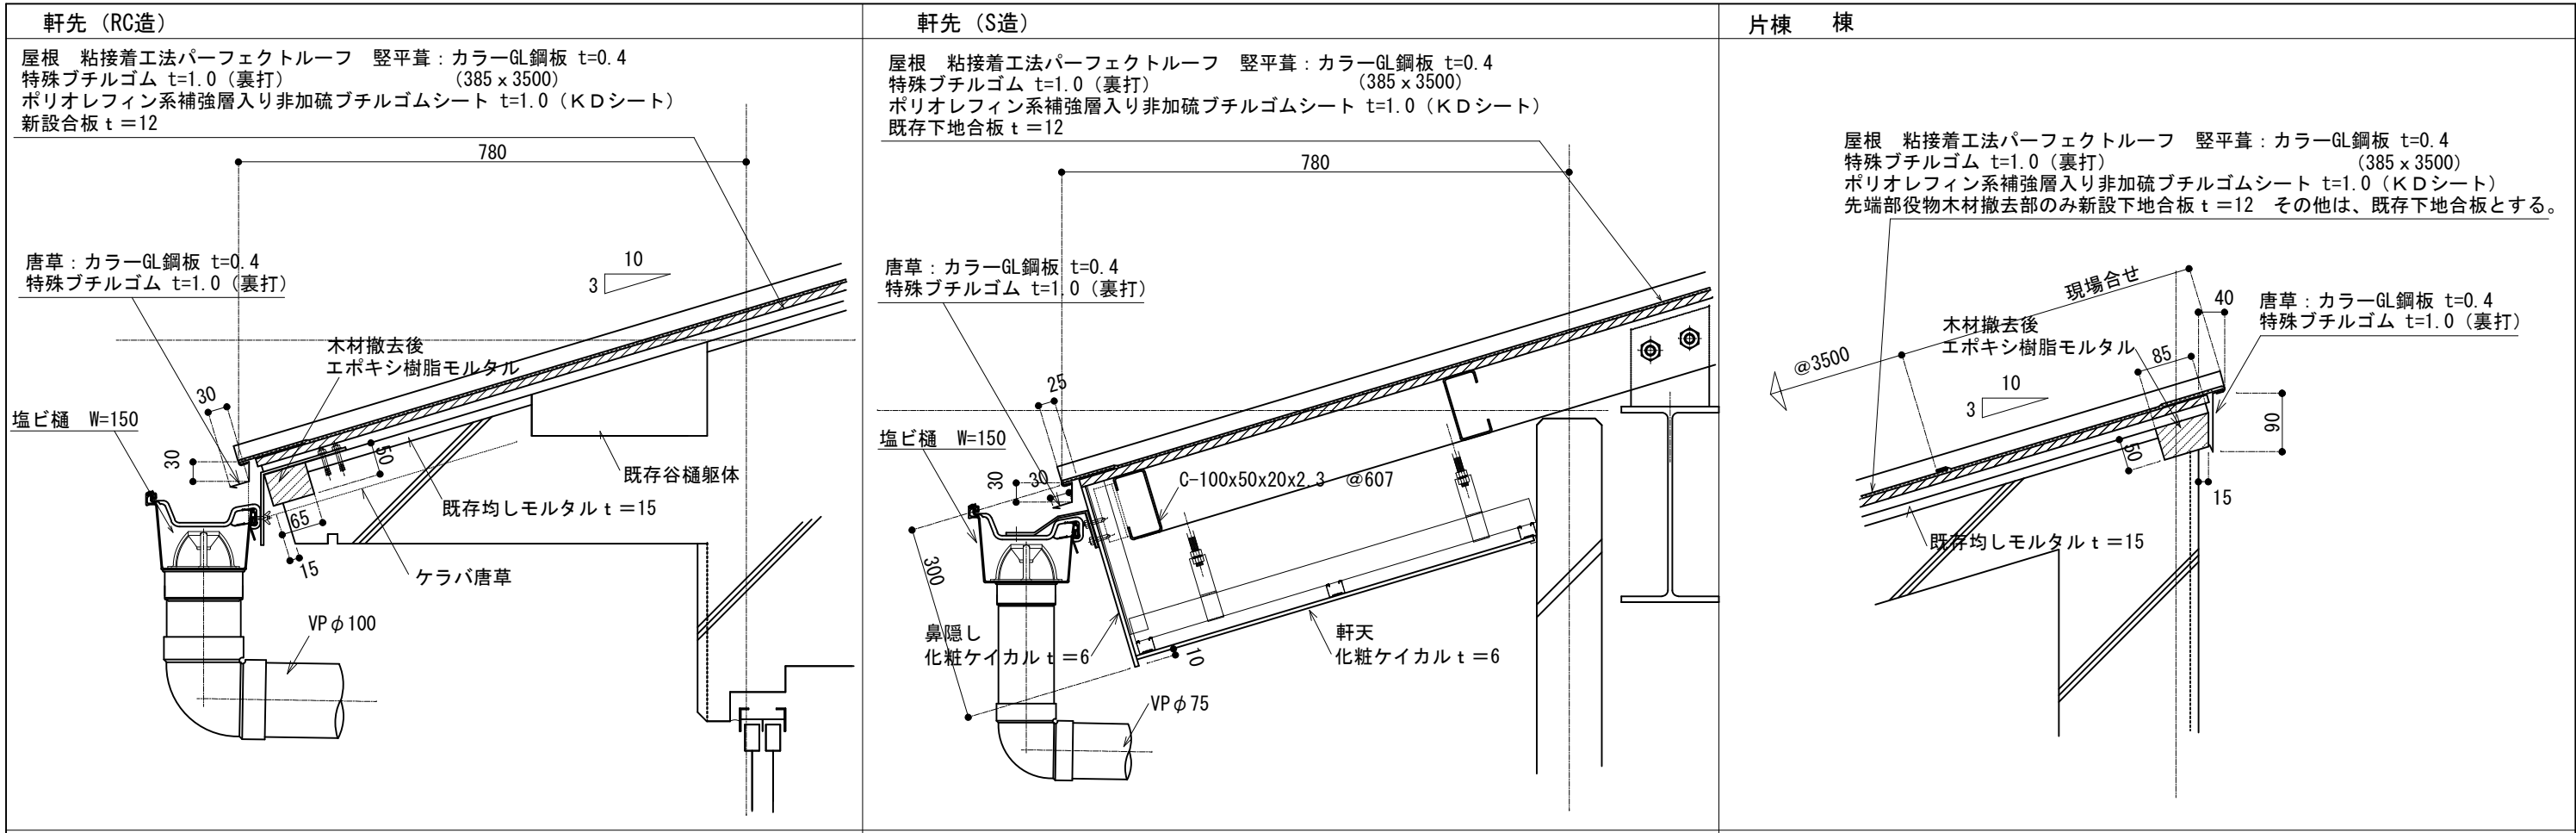 軒先（RC造）
屋根　粘接着工法パーフェクトルーフ　竪平葺：カラーGL鋼板 t=0.4
特殊ブチルゴム t=1.0（裏打）　（385 x 3500）
ポリオレフィン系補強層入り非加硫ブチルゴムシート t=1.0（ＫＤシート）
新設合板ｔ＝12
780
唐草：カラーGL鋼板 t=0.4
特殊ブチルゴム t=1.0（裏打）
10
3
木材撤去後
エポキシ樹脂モルタル
30
塩ビ樋　W=150
30
50
既存谷樋躯体
既存均しモルタルｔ＝15
65
15
ケラバ唐草
VPφ100
軒先（S造）
屋根　粘接着工法パーフェクトルーフ　竪平葺：カラーGL鋼板 t=0.4
特殊ブチルゴム t=1.0（裏打）　（385 x 3500）
ポリオレフィン系補強層入り非加硫ブチルゴムシート t=1.0（ＫＤシート）
既存下地合板ｔ＝12
780
唐草：カラーGL鋼板 t=0.4
特殊ブチルゴム t=1.0（裏打）
25
塩ビ樋　W=150
30
30
C-100x50x20x2.3　@607
300
鼻隠し
化粧ケイカルｔ＝6
10
軒天
化粧ケイカルｔ＝6
VPφ75
片棟　棟
屋根　粘接着工法パーフェクトルーフ　竪平葺：カラーGL鋼板 t=0.4
特殊ブチルゴム t=1.0（裏打）　（385 x 3500）
ポリオレフィン系補強層入り非加硫ブチルゴムシート t=1.0（ＫＤシート）
先端部役物木材撤去部のみ新設下地合板ｔ＝12　その他は、既存下地合板とする。
現場合せ
40
唐草：カラーGL鋼板 t=0.4
特殊ブチルゴム t=1.0（裏打）
木材撤去後
エポキシ樹脂モルタル
85
@3500
10
3
90
50
15
既存均しモルタルｔ＝15